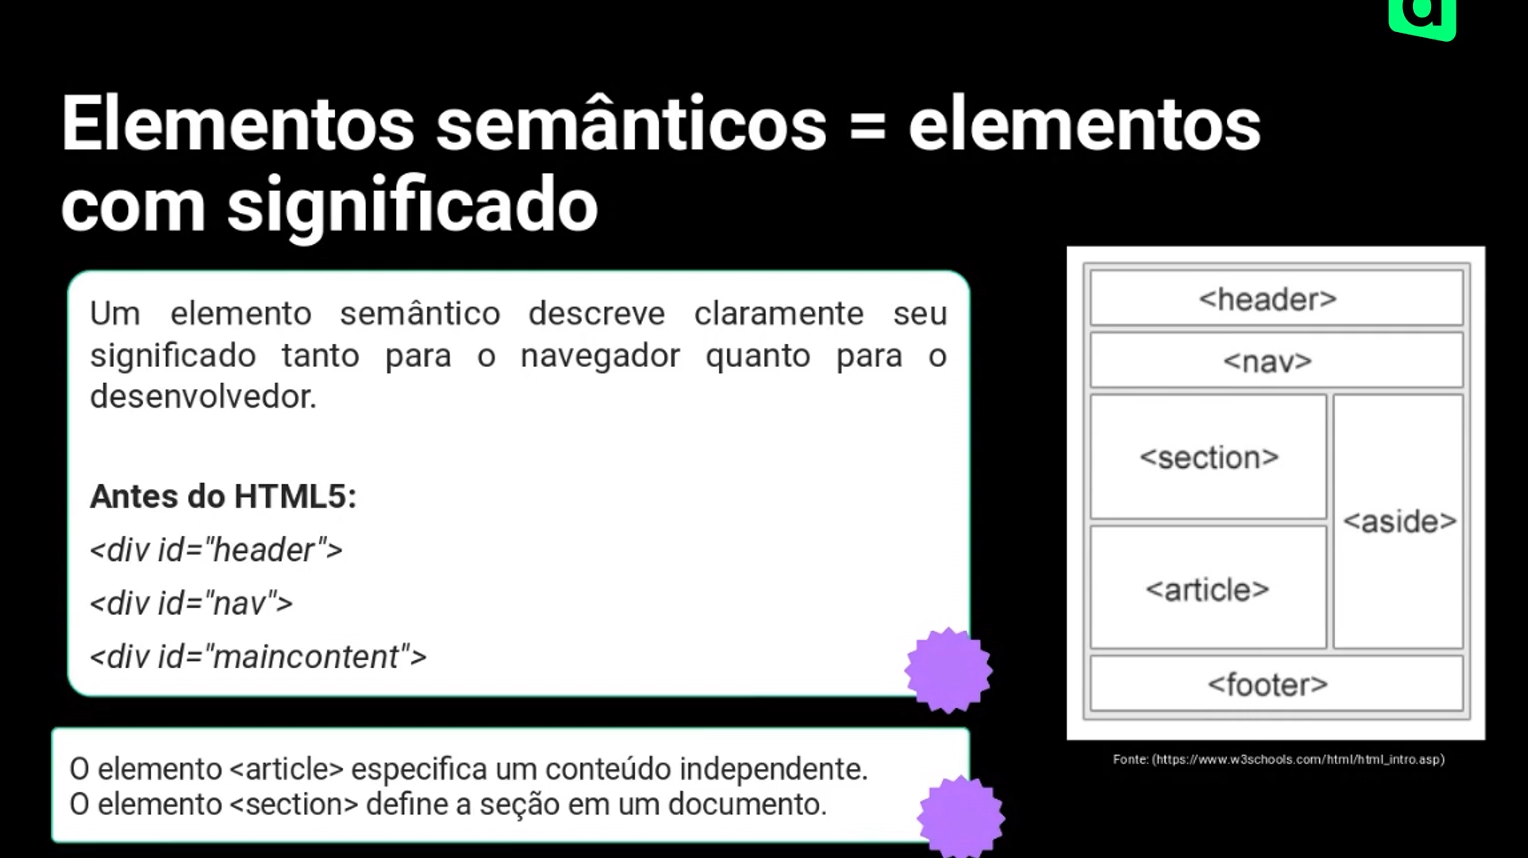 Elementos semânticos = elementos
com significado
Um elemento semântico descreve claramente seu
significado tanto para o navegador quanto para o
desenvolvedor.
Antes do HTML5:
<div id="header">
<div id="nav">
<div id="maincontent">
O elemento <article> especifica um conteúdo independente.
O elemento <section> define a seção em um documento.
<header>
<nav>
<section>
<aside>
<article>
<footer>
Fonte: (https://www.w3schools.com/html/html_intro.asp)